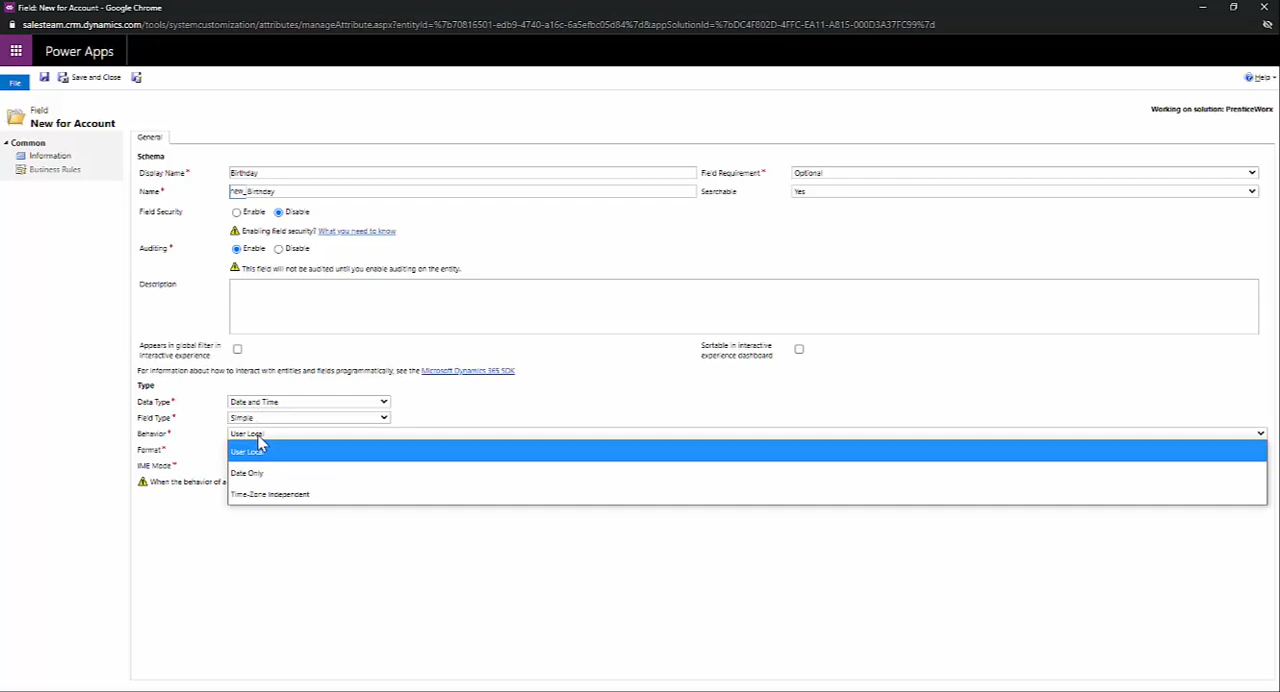 Field: New for Account - Google Chrome
salesteam.crm.dynamics.com/tools/systemcustomization/attributes/manageAttribute.aspx?entityId=%7b70816501-edb9-4740-a16c-6a5efbc05d84%7d&appSolutionId=%7bDC4F802D-4FFC-EA11-A815-000D3A37FC99%7d
Power Apps
File
Save and Close
Help
Field
New for Account
Working on solution: PrenticeWorx
Common
Information
Business Rules
General
Schema
Display Name* Birthday Field Requirement* Optional
Name* new_Birthday Searchable Yes
Field Security Enable Disable
Enabling field security? What you need to know
Auditing* Enable Disable
This field will not be audited until you enable auditing on the entity.
Description
Appears in global filter in
interactive experience
Sortable in interactive
experience dashboard
For information about how to interact with entities and fields programmatically, see the Microsoft Dynamics 365 SDK
Type
Data Type* Date and Time
Field Type* Simple
Behavior* User Local
Format* User Local
IME Mode* Date Only
When the behavior of a
Time-Zone Independent